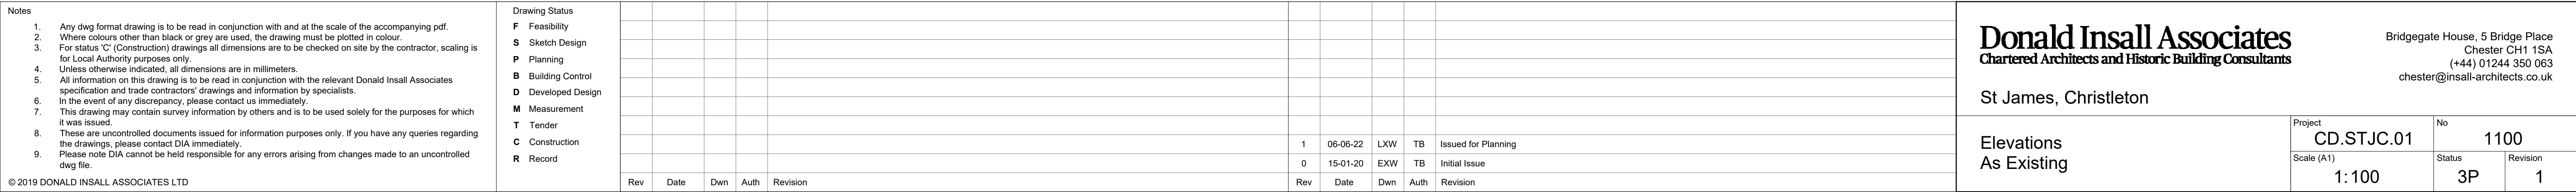 Notes
1. Any dwg format drawing is to be read in conjunction with and at the scale of the accompanying pdf.
2. Where colours other than black or grey are used, the drawing must be plotted in colour.
3. For status 'C' (Construction) drawings all dimensions are to be checked on site by the contractor, scaling is
for Local Authority purposes only.
4. Unless otherwise indicated, all dimensions are in millimeters.
5. All information on this drawing is to be read in conjunction with the relevant Donald Insall Associates
specification and trade contractors' drawings and information by specialists.
6. In the event of any discrepancy, please contact us immediately.
7. This drawing may contain survey information by others and is to be used solely for the purposes for which
it was issued.
8. These are uncontrolled documents issued for information purposes only. If you have any queries regarding
the drawings, please contact DIA immediately.
9. Please note DIA cannot be held responsible for any errors arising from changes made to an uncontrolled
dwg file.
© 2019 DONALD INSALL ASSOCIATES LTD
Drawing Status
F Feasibility
S Sketch Design
P Planning
B Building Control
D Developed Design
M Measurement
T Tender
C Construction
R Record
Rev Date Dwn Auth Revision
1 06-06-22 LXW TB Issued for Planning
0 15-01-20 EXW TB Initial Issue
Rev Date Dwn Auth Revision
Donald Insall Associates
Chartered Architects and Historic Building Consultants
Bridgegate House, 5 Bridge Place
Chester CH1 1SA
(+44) 01244 350 063
chester@insall-architects.co.uk
St James, Christleton
Elevations
As Existing
Project
CD.STJC.01
No
1100
Scale (A1)
1:100
Status
3P
Revision
1